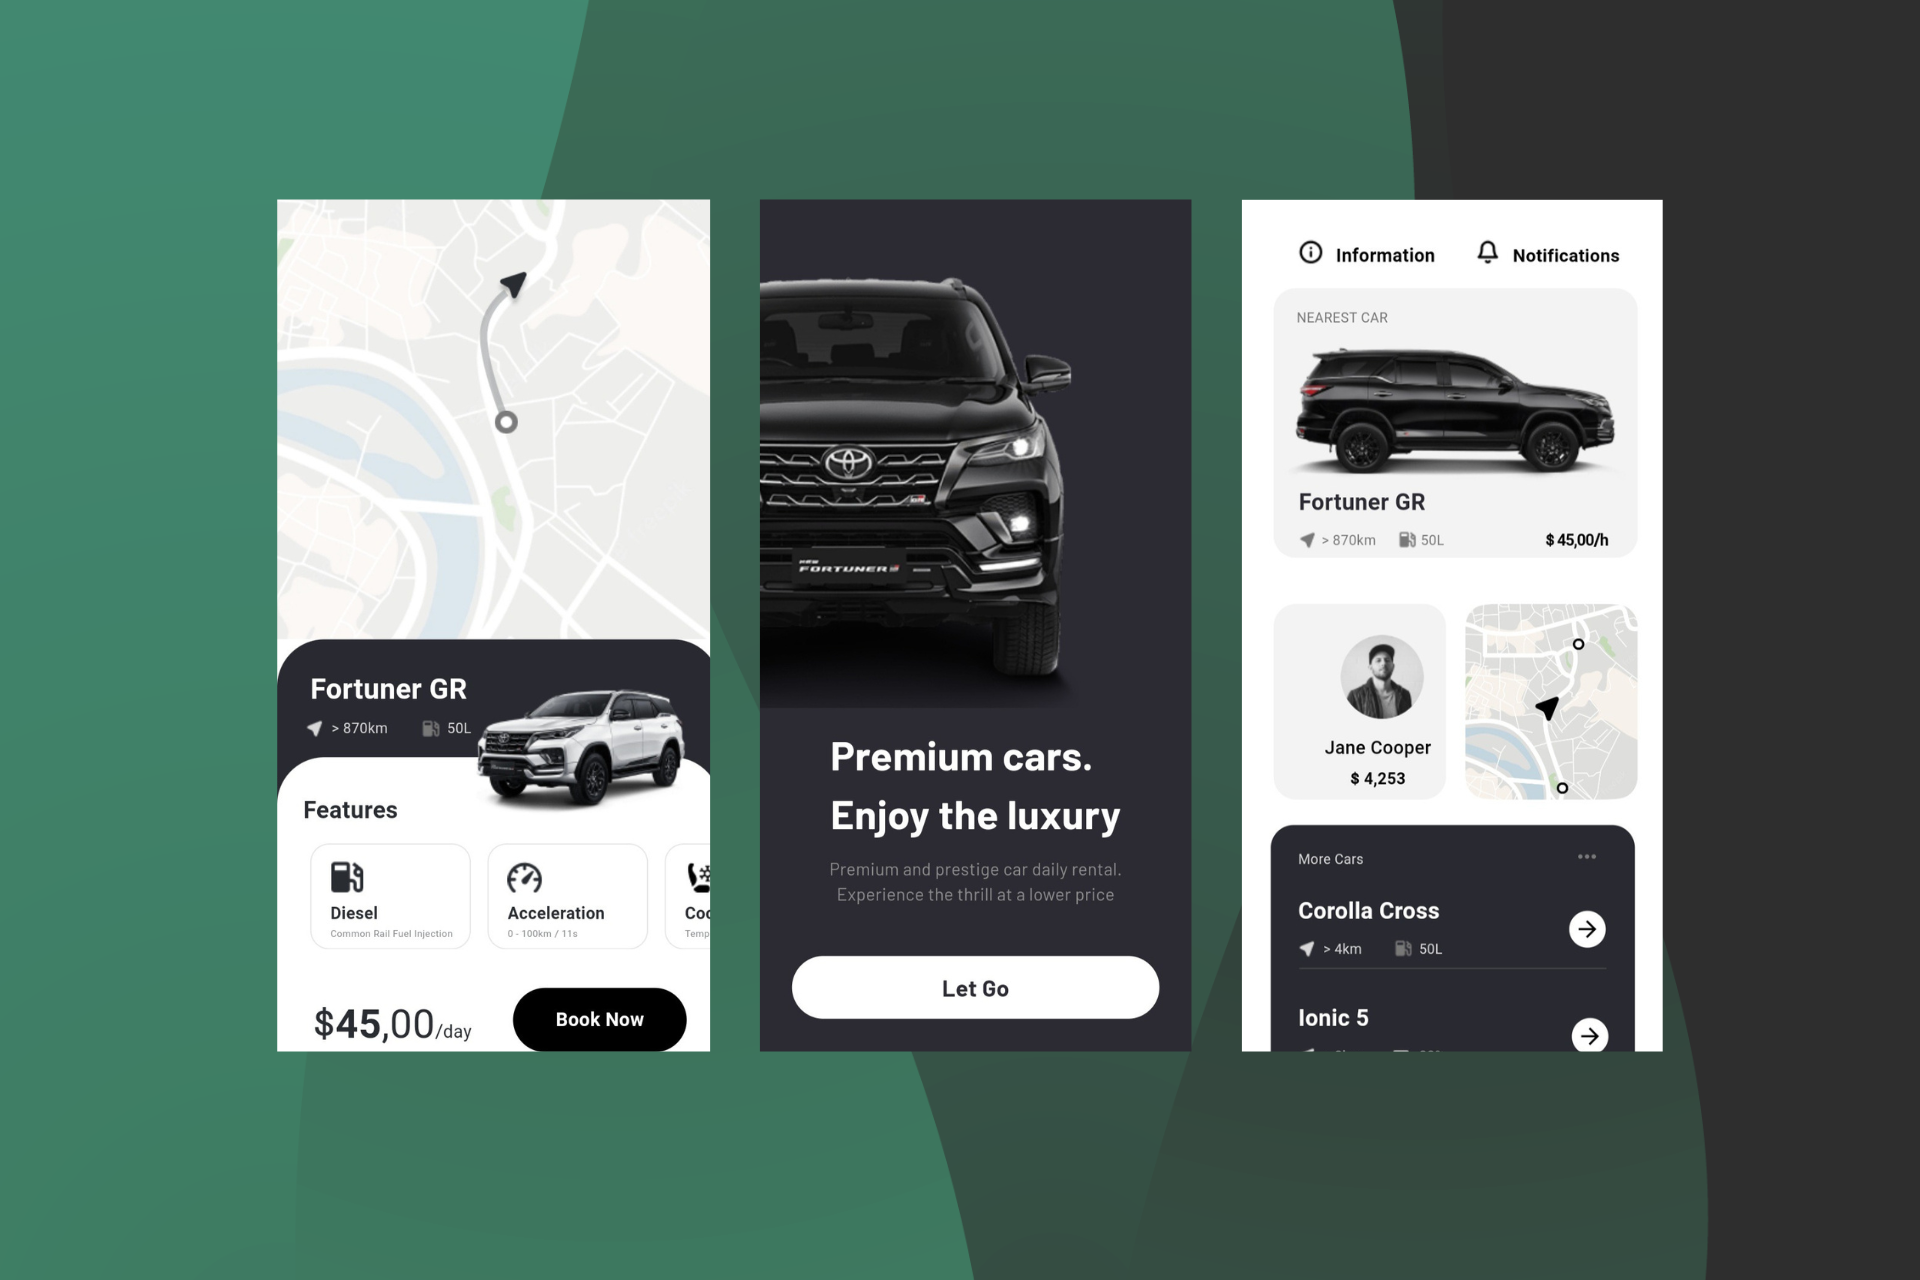 Fortuner GR
> 870km
50L
Features
Diesel
Common Rail Fuel Injection
Acceleration
0 - 100km / 11s
$45,00/day
Book Now
NEW
FORTUNER GR
Premium cars.
Enjoy the luxury
Premium and prestige car daily rental.
Experience the thrill at a lower price
Let Go
Information
Notifications
NEAREST CAR
Fortuner GR
> 870km
50L
$ 45,00/h
Jane Cooper
$ 4,253
More Cars
Corolla Cross
> 4km
50L
Ionic 5